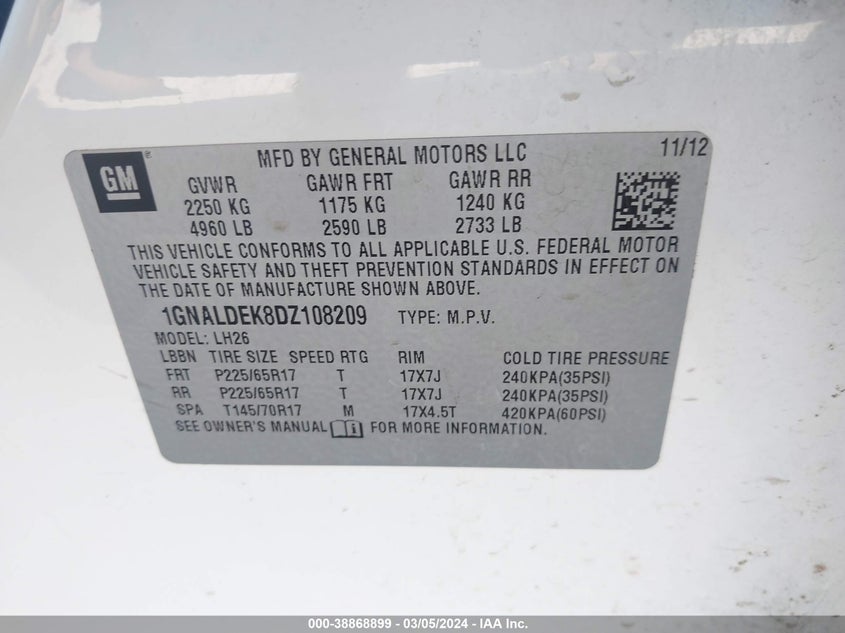 GM ® MFD BY GENERAL MOTORS LLC 11/12
GVWR GAWR FRT GAWR RR
2250 KG 1175 KG 1240 KG
4960 LB 2590 LB 2733 LB
THIS VEHICLE CONFORMS TO ALL APPLICABLE U.S. FEDERAL MOTOR
VEHICLE SAFETY AND THEFT PREVENTION STANDARDS IN EFFECT ON
THE DATE OF MANUFACTURE SHOWN ABOVE.
1GNALDEK8DZ108209 TYPE: M.P.V.
MODEL: LH26
LBBN TIRE SIZE SPEED RTG RIM COLD TIRE PRESSURE
FRT P225/65R17 T 17X7J 240KPA(35PSI)
RR P225/65R17 T 17X7J 240KPA(35PSI)
SPA T145/70R17 M 17X4.5T 420KPA(60PSI)
SEE OWNER'S MANUAL FOR MORE INFORMATION.
000-38868899 - 03/05/2024 - IAA Inc.